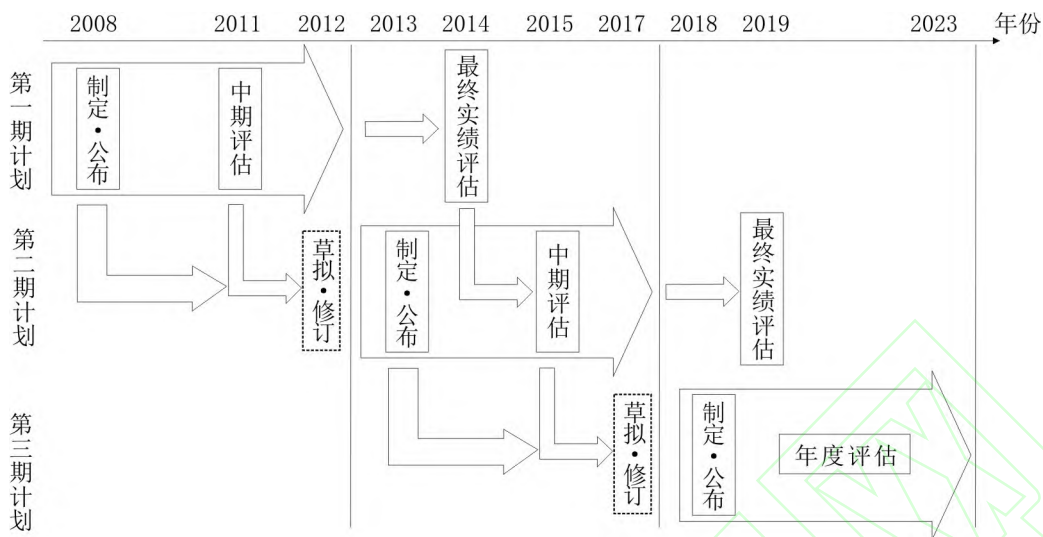 2008 2011 2012 2013 2014 2015 2017 2018 2019 2023 年份
第一期计划
制定·公布
中期评估
最终实绩评估
第二期计划
草拟·修订
制定·公布
中期评估
最终实绩评估
第三期计划
草拟·修订
制定·公布
年度评估